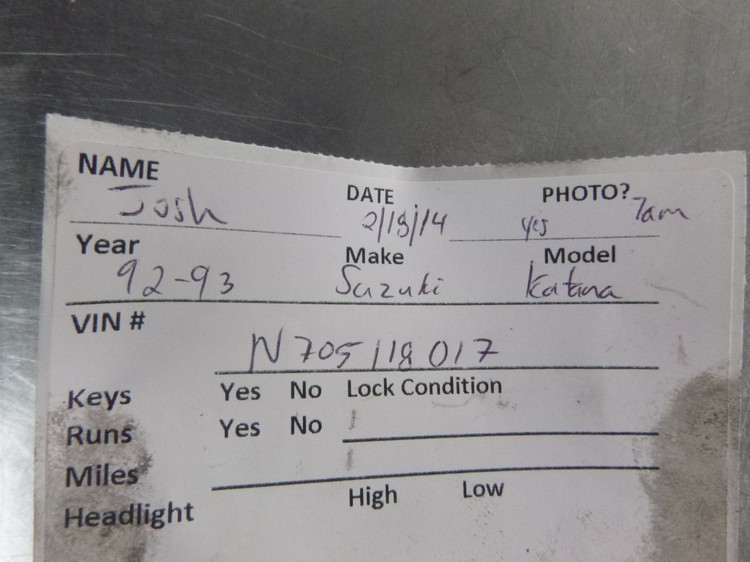 NAME DATE PHOTO?
Josh 2/19/14 yes 7am
Year Make Model
92-93 Suzuki Katana
VIN #
N705118017
Keys Yes No Lock Condition
Runs Yes No
Miles
Headlight High Low